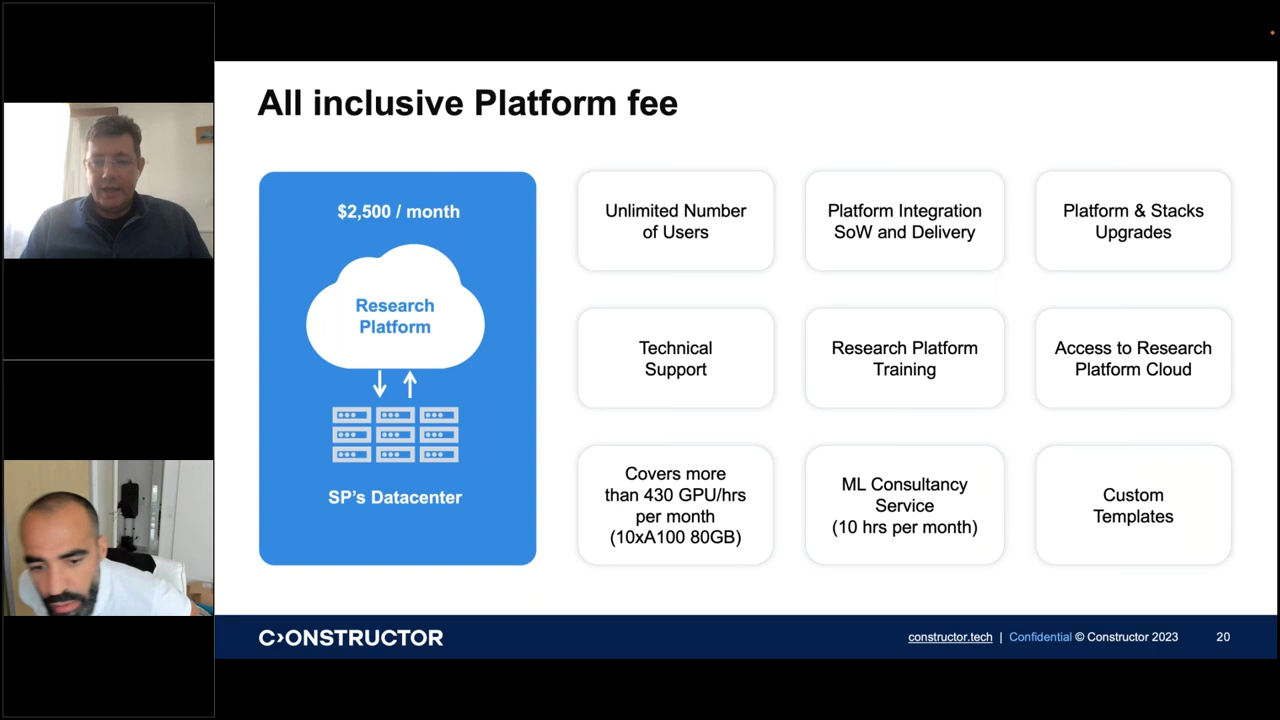 All inclusive Platform fee
$2,500 / month
Research
Platform
SP's Datacenter
Unlimited Number
of Users
Platform Integration
SoW and Delivery
Platform & Stacks
Upgrades
Technical
Support
Research Platform
Training
Access to Research
Platform Cloud
Covers more
than 430 GPU/hrs
per month
(10xA100 80GB)
ML Consultancy
Service
(10 hrs per month)
Custom
Templates
C›ONSTRUCTOR
constructor.tech | Confidential © Constructor 2023 20